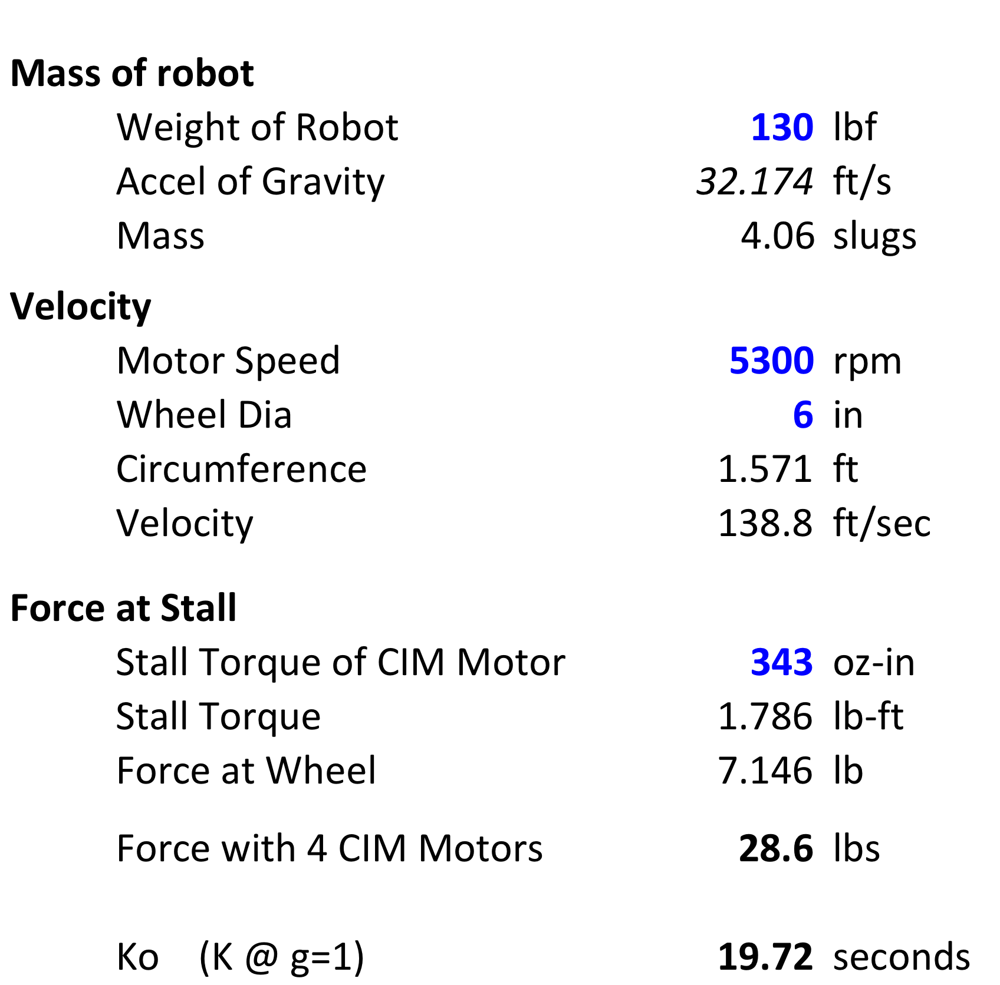 Mass of robot
Weight of Robot 130 lbf
Accel of Gravity 32.174 ft/s
Mass 4.06 slugs
Velocity
Motor Speed 5300 rpm
Wheel Dia 6 in
Circumference 1.571 ft
Velocity 138.8 ft/sec
Force at Stall
Stall Torque of CIM Motor 343 oz-in
Stall Torque 1.786 lb-ft
Force at Wheel 7.146 lb
Force with 4 CIM Motors 28.6 lbs
Ko (K @ g=1) 19.72 seconds